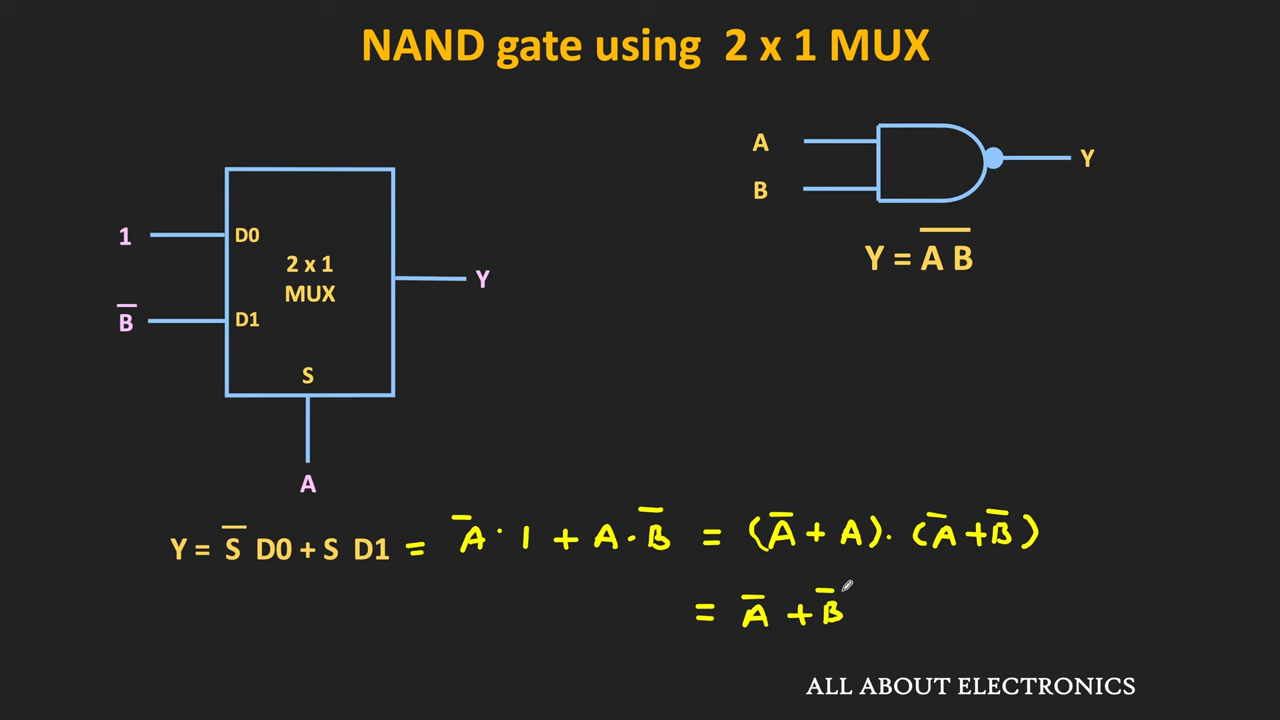 NAND gate using 2 x 1 MUX
A
B
Y
Y = A̅ ̅B̅
1
D0
2 x 1
MUX
Y
B̅
D1
S
A
Y = S̅ D0 + S D1 = A̅ · 1 + A · B̅ = (A̅ + A) · (A̅ + B̅)
= A̅ + B̅
ALL ABOUT ELECTRONICS